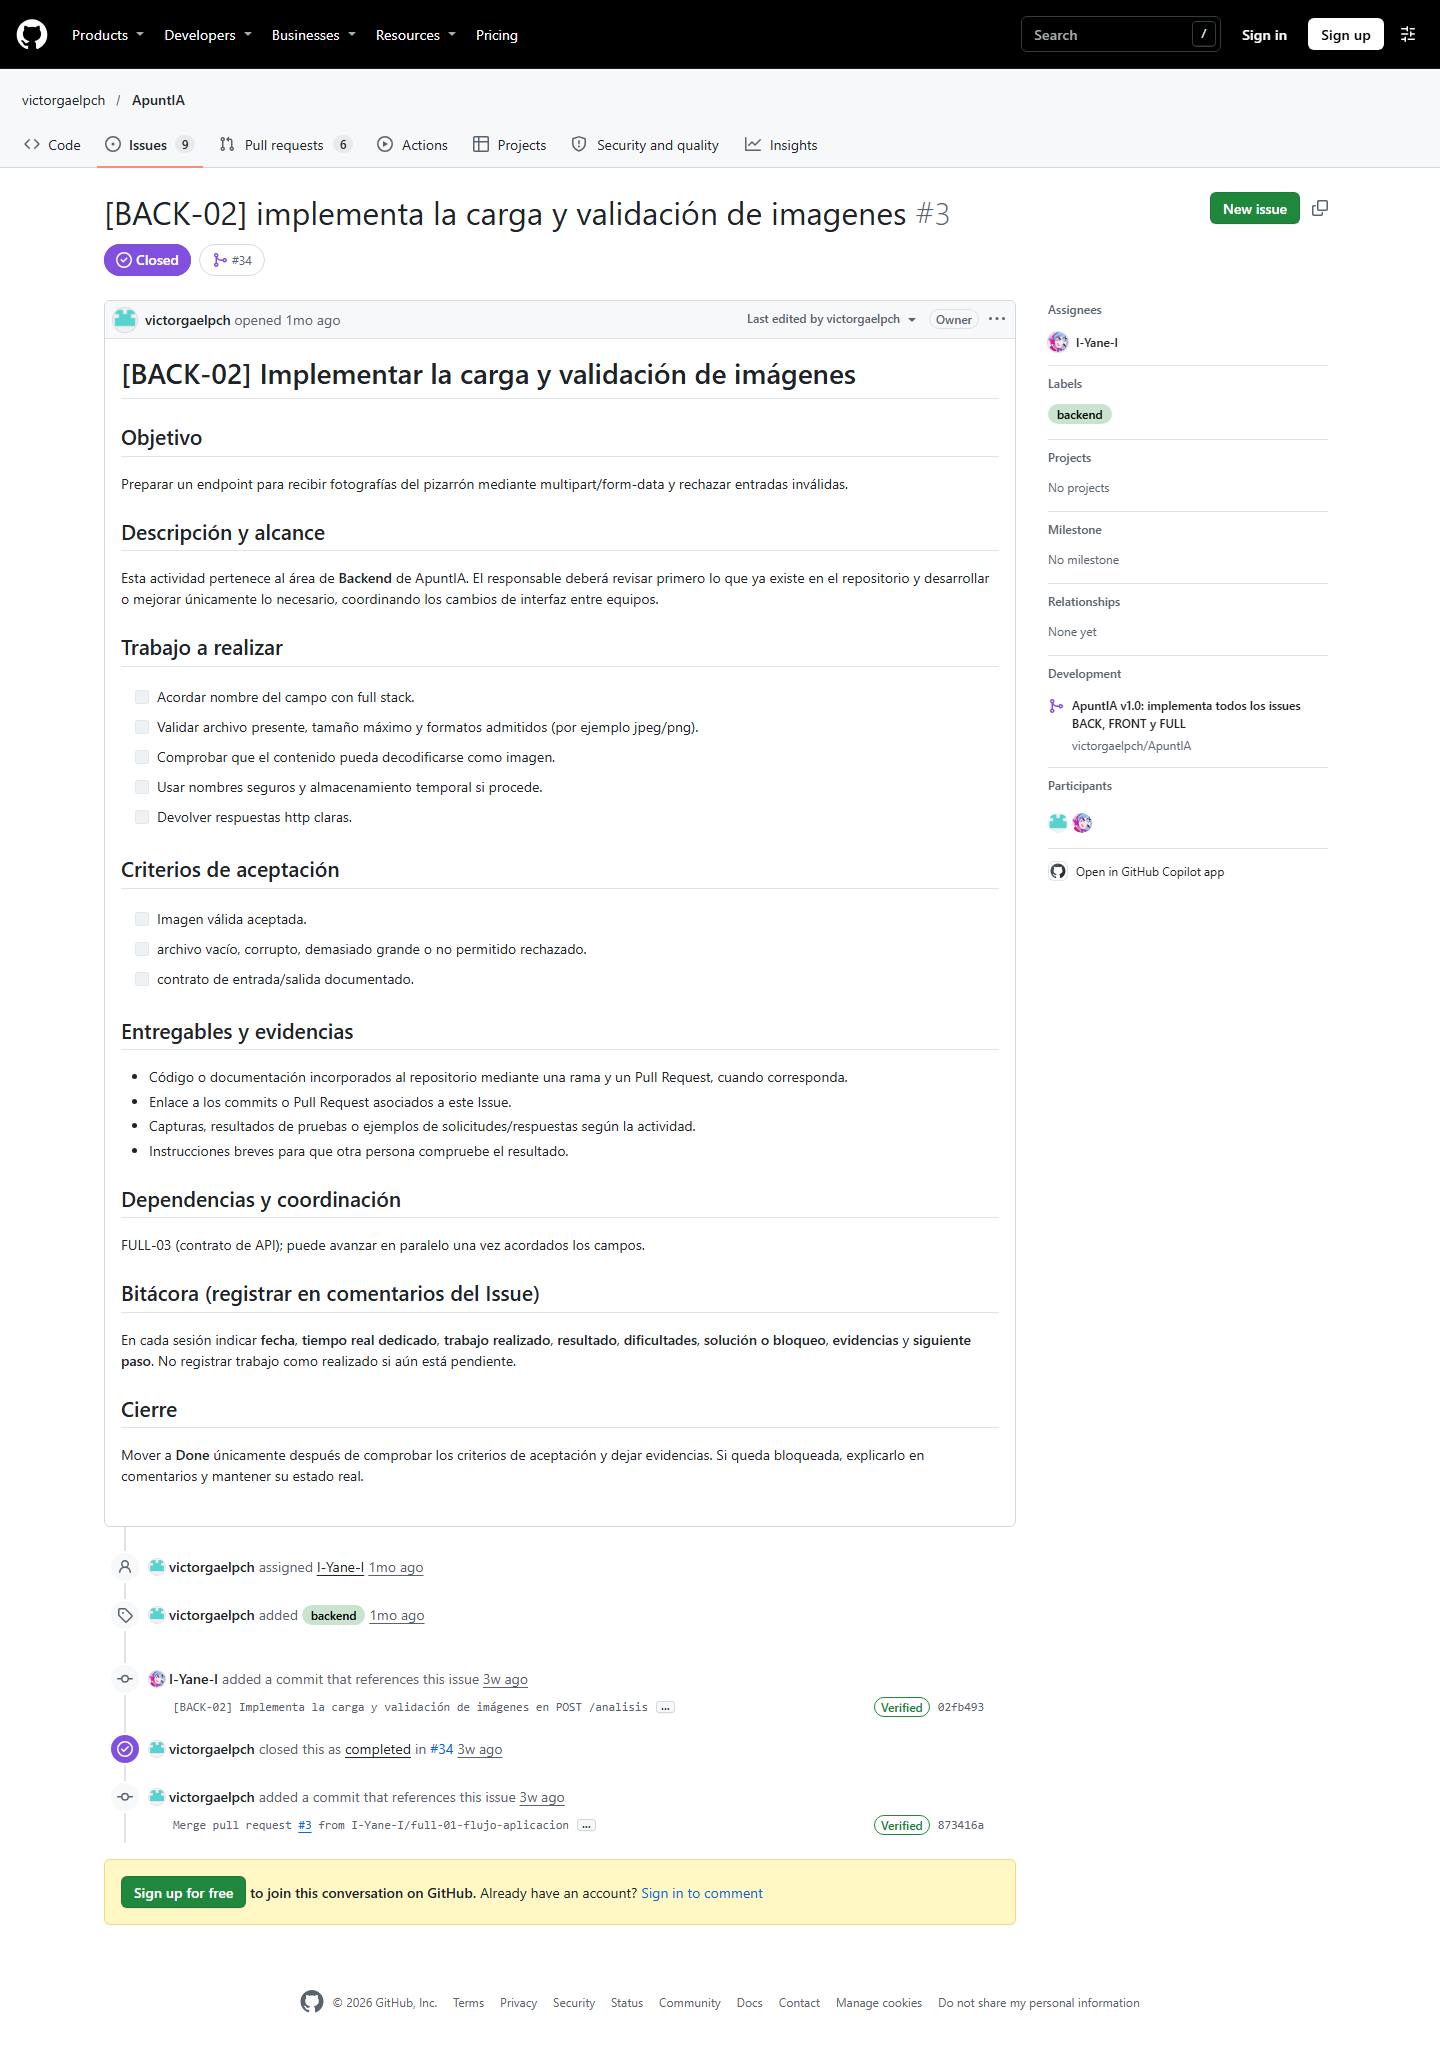 Products Developers Businesses Resources Pricing Search / Sign in Sign up
victorgaelpch / ApuntIA
Code Issues 9 Pull requests 6 Actions Projects Security and quality Insights
[BACK-02] implementa la carga y validación de imagenes #3
New issue
Closed #34
victorgaelpch opened 1mo ago Last edited by victorgaelpch Owner
[BACK-02] Implementar la carga y validación de imágenes
Objetivo
Preparar un endpoint para recibir fotografías del pizarrón mediante multipart/form-data y rechazar entradas inválidas.
Descripción y alcance
Esta actividad pertenece al área de Backend de ApuntIA. El responsable deberá revisar primero lo que ya existe en el repositorio y desarrollar
o mejorar únicamente lo necesario, coordinando los cambios de interfaz entre equipos.
Trabajo a realizar
Acordar nombre del campo con full stack.
Validar archivo presente, tamaño máximo y formatos admitidos (por ejemplo jpeg/png).
Comprobar que el contenido pueda decodificarse como imagen.
Usar nombres seguros y almacenamiento temporal si procede.
Devolver respuestas http claras.
Criterios de aceptación
Imagen válida aceptada.
archivo vacío, corrupto, demasiado grande o no permitido rechazado.
contrato de entrada/salida documentado.
Entregables y evidencias
Código o documentación incorporados al repositorio mediante una rama y un Pull Request, cuando corresponda.
Enlace a los commits o Pull Request asociados a este Issue.
Capturas, resultados de pruebas o ejemplos de solicitudes/respuestas según la actividad.
Instrucciones breves para que otra persona compruebe el resultado.
Dependencias y coordinación
FULL-03 (contrato de API); puede avanzar en paralelo una vez acordados los campos.
Bitácora (registrar en comentarios del Issue)
En cada sesión indicar fecha, tiempo real dedicado, trabajo realizado, resultado, dificultades, solución o bloqueo, evidencias y siguiente
paso. No registrar trabajo como realizado si aún está pendiente.
Cierre
Mover a Done únicamente después de comprobar los criterios de aceptación y dejar evidencias. Si queda bloqueada, explicarlo en
comentarios y mantener su estado real.
victorgaelpch assigned I-Yane-I 1mo ago
victorgaelpch added backend 1mo ago
I-Yane-I added a commit that references this issue 3w ago
[BACK-02] Implementa la carga y validación de imágenes en POST /analisis ... Verified 02fb493
victorgaelpch closed this as completed in #34 3w ago
victorgaelpch added a commit that references this issue 3w ago
Merge pull request #3 from I-Yane-I/full-01-flujo-aplicacion ... Verified 873416a
Sign up for free to join this conversation on GitHub. Already have an account? Sign in to comment
Assignees
I-Yane-I
Labels
backend
Projects
No projects
Milestone
No milestone
Relationships
None yet
Development
ApuntIA v1.0: implementa todos los issues
BACK, FRONT y FULL
victorgaelpch/ApuntIA
Participants
Open in GitHub Copilot app
© 2026 GitHub, Inc. Terms Privacy Security Status Community Docs Contact Manage cookies Do not share my personal information